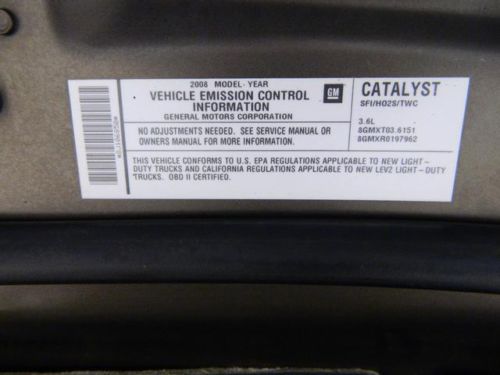 2008 MODEL-YEAR
VEHICLE EMISSION CONTROL
INFORMATION
GENERAL MOTORS CORPORATION
GM
CATALYST
SFI/HO2S/TWC
3.6L
8GMXT03.6151
8GMXR0197962
NO ADJUSTMENTS NEEDED. SEE SERVICE MANUAL OR
OWNERS MANUAL FOR MORE INFORMATION.
THIS VEHICLE CONFORMS TO U.S. EPA REGULATIONS APPLICABLE TO NEW LIGHT-
DUTY TRUCKS AND CALIFORNIA REGULATIONS APPLICABLE TO NEW LEV2 LIGHT-DUTY
TRUCKS. OBD II CERTIFIED.